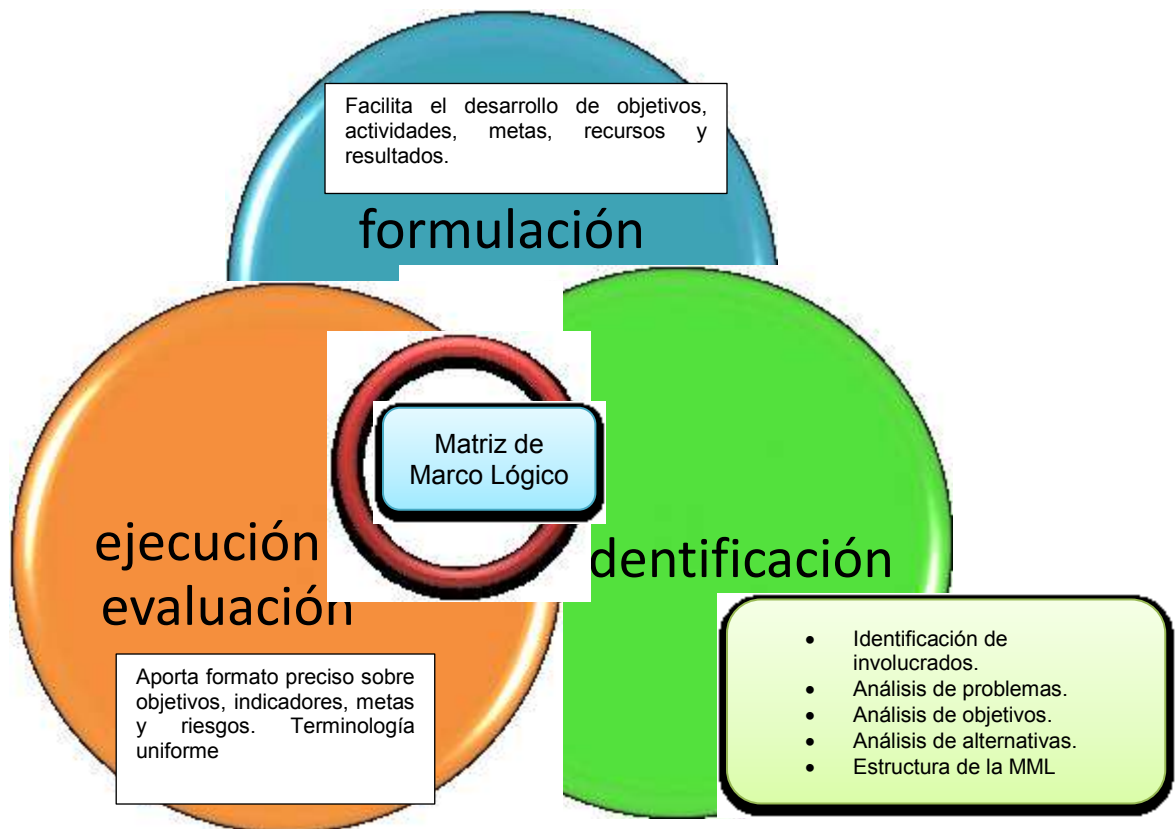 Facilita el desarrollo de objetivos,
actividades, metas, recursos y
resultados.
formulación
Matriz de
Marco Lógico
ejecución
evaluación
dentificación
Aporta formato preciso sobre
objetivos, indicadores, metas
y riesgos. Terminología
uniforme
• Identificación de
involucrados.
• Análisis de problemas.
• Análisis de objetivos.
• Análisis de alternativas.
• Estructura de la MML